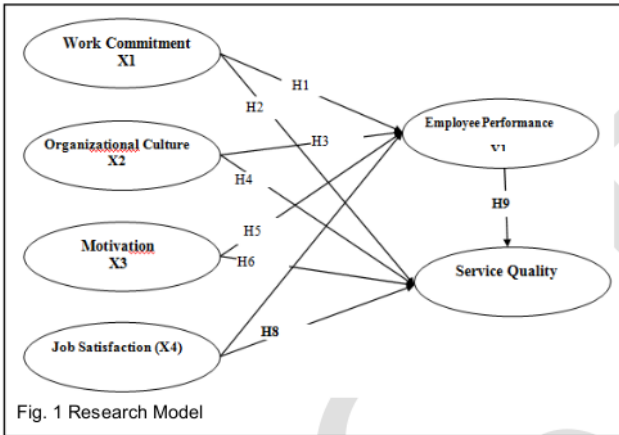 Work Commitment
X1
H1
H2
Employee Performance
Y1
Organizational Culture
X2
H3
H4
H9
H5
Motivation
X3
H6
Service Quality
H8
Job Satisfaction (X4)
Fig. 1 Research Model